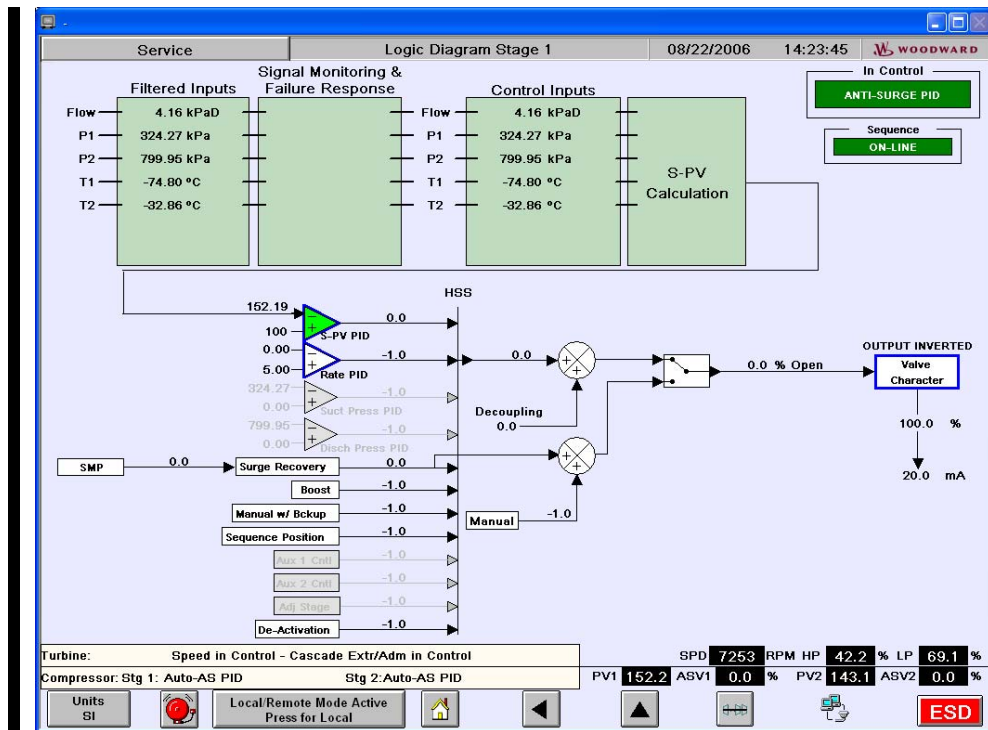 Service
Logic Diagram Stage 1
08/22/2006
14:23:45
WOODWARD
Filtered Inputs
Signal Monitoring &
Failure Response
Control Inputs
In Control
ANTI-SURGE PID
Sequence
ON-LINE
Flow 4.16 kPaD Flow 4.16 kPaD
P1 324.27 kPa P1 324.27 kPa
P2 799.95 kPa P2 799.95 kPa
T1 -74.80 ºC T1 -74.80 ºC
T2 -32.86 ºC T2 -32.86 ºC
S-PV
Calculation
HSS
152.19 - 0.0
100 + S-PV PID
0.00 - -1.0 0.0
5.00 + Rate PID
324.27 - -1.0
0.00 + Suct Press PID
799.95 - -1.0
0.00 + Disch Press PID
Decoupling
0.0
+ +
0.0 % Open
OUTPUT INVERTED
Valve
Character
100.0 %
20.0 mA
SMP 0.0 Surge Recovery 0.0
+ +
Boost -1.0
Manual w/ Bckup -1.0
Manual -1.0
Sequence Position -1.0
Aux 1 Cntl -1.0
Aux 2 Cntl -1.0
Adj Stage -1.0
De-Activation -1.0
Turbine: Speed in Control - Cascade Extr/Adm in Control
SPD 7253 RPM HP 42.2 % LP 69.1 %
Compressor: Stg 1: Auto-AS PID Stg 2:Auto-AS PID
PV1 152.2 ASV1 0.0 % PV2 143.1 ASV2 0.0 %
Units
SI
Local/Remote Mode Active
Press for Local
ESD